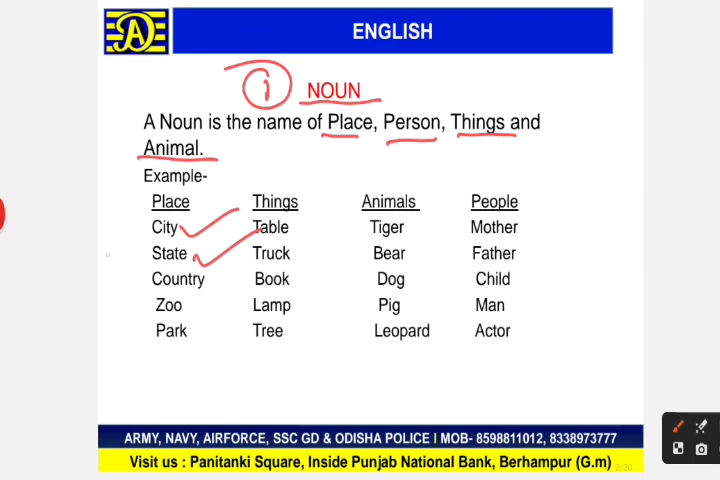 ENGLISH
1 NOUN
A Noun is the name of Place, Person, Things and
Animal.
Example-
Place Things Animals People
City Table Tiger Mother
State Truck Bear Father
Country Book Dog Child
Zoo Lamp Pig Man
Park Tree Leopard Actor
ARMY, NAVY, AIRFORCE, SSC GD & ODISHA POLICE I MOB- 8598811012, 8338973777
Visit us : Panitanki Square, Inside Punjab National Bank, Berhampur (G.m)